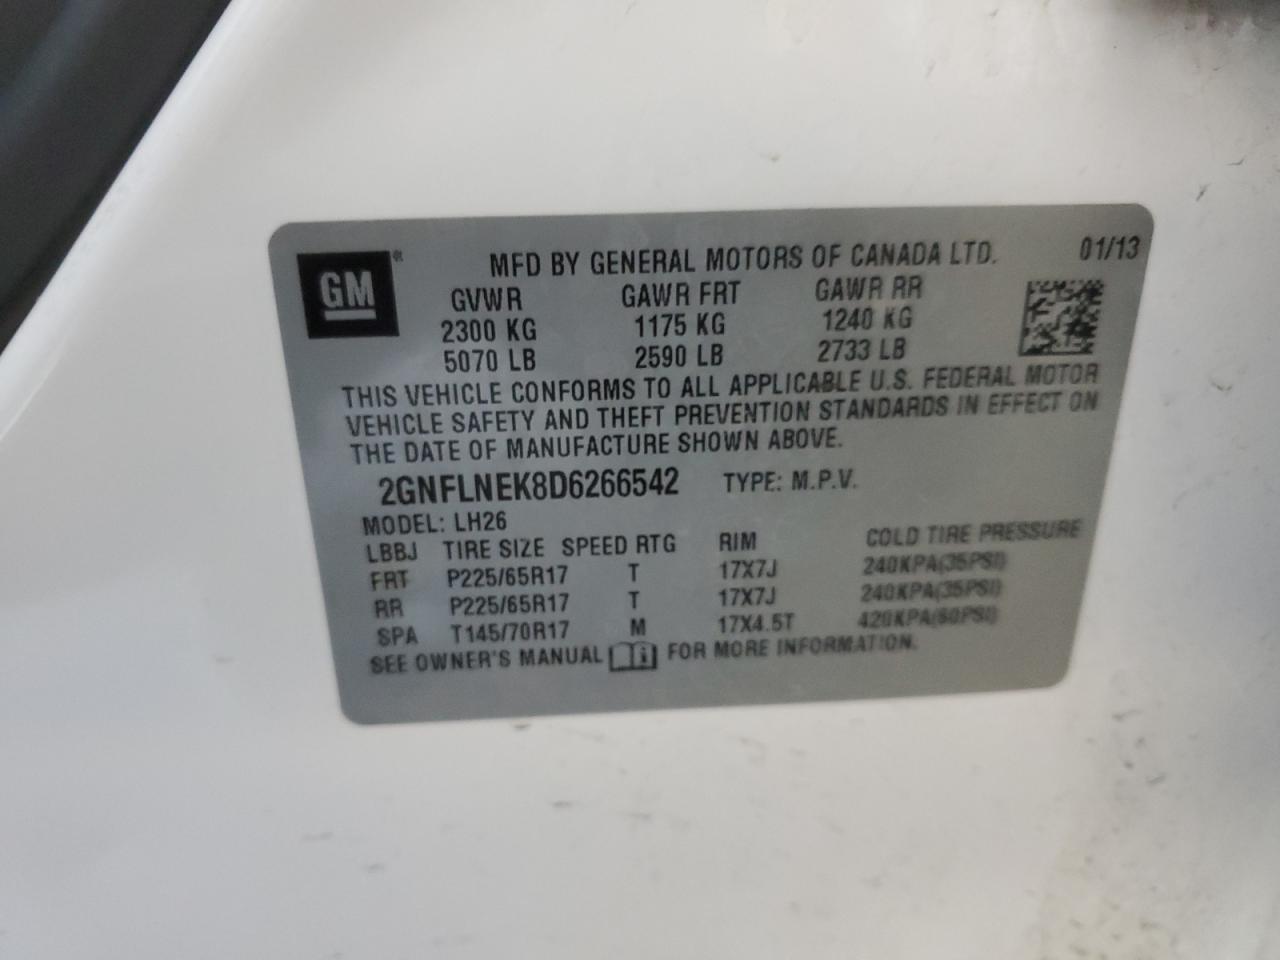 GM
MFD BY GENERAL MOTORS OF CANADA LTD. 01/13
GVWR GAWR FRT GAWR RR
2300 KG 1175 KG 1240 KG
5070 LB 2590 LB 2733 LB
THIS VEHICLE CONFORMS TO ALL APPLICABLE U.S. FEDERAL MOTOR
VEHICLE SAFETY AND THEFT PREVENTION STANDARDS IN EFFECT ON
THE DATE OF MANUFACTURE SHOWN ABOVE.
2GNFLNEK8D6266542 TYPE: M.P.V.
MODEL: LH26
LBBJ TIRE SIZE SPEED RTG RIM COLD TIRE PRESSURE
FRT P225/65R17 T 17X7J 240KPA(35PSI)
RR P225/65R17 T 17X7J 240KPA(35PSI)
SPA T145/70R17 M 17X4.5T 420KPA(60PSI)
SEE OWNER'S MANUAL FOR MORE INFORMATION.